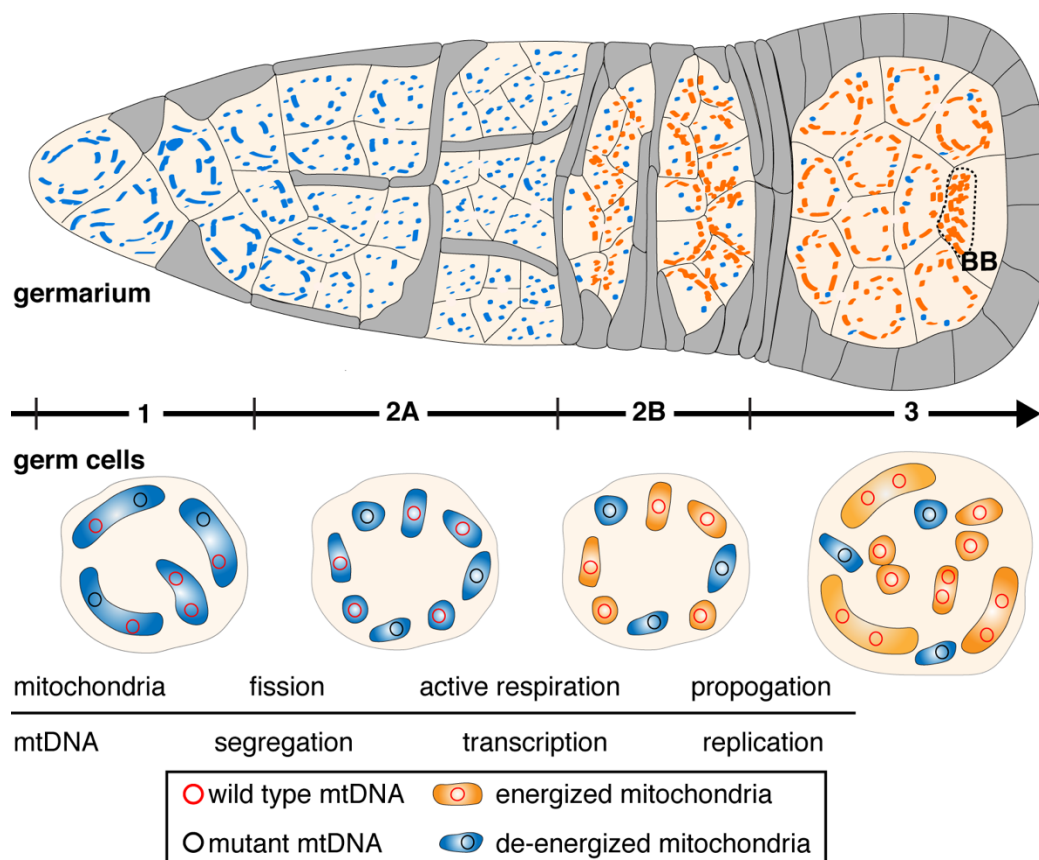 BB
germarium
1 2A 2B 3
germ cells
mitochondria fission active respiration propogation
mtDNA segregation transcription replication
wild type mtDNA energized mitochondria
mutant mtDNA de-energized mitochondria